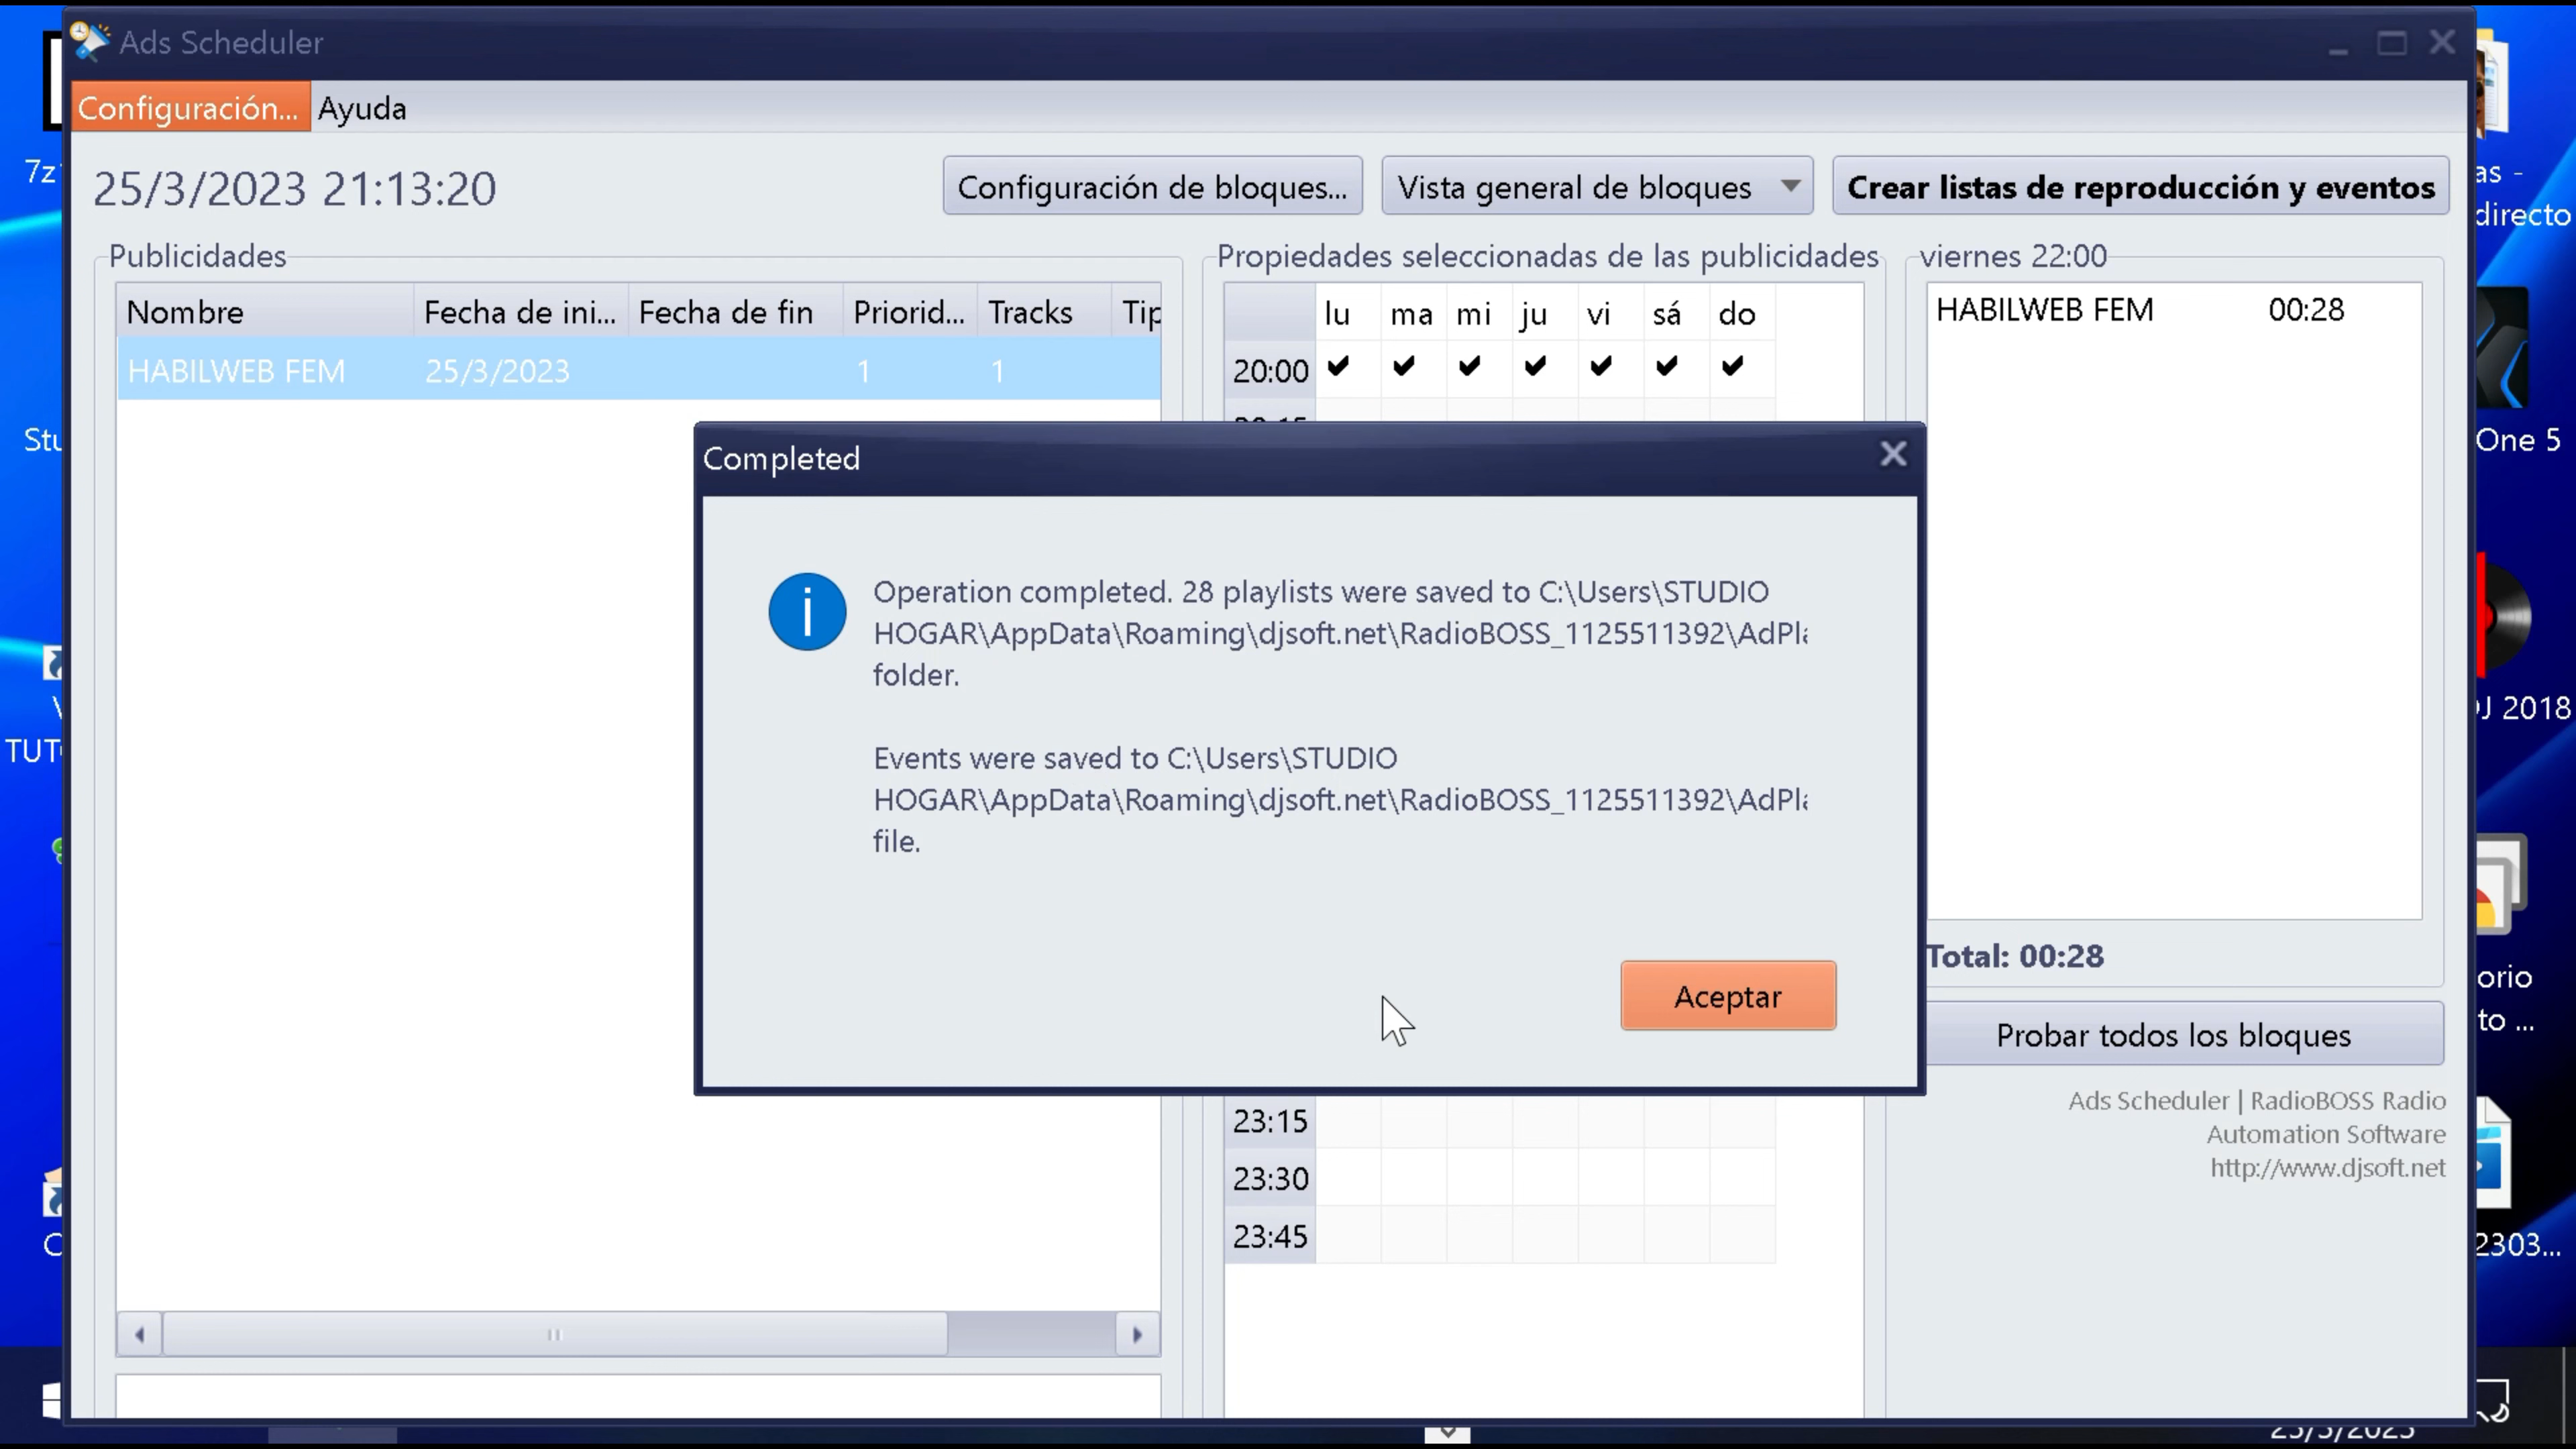 Ads Scheduler
Configuración... Ayuda
25/3/2023 21:13:20
Configuración de bloques...
Vista general de bloques
Crear listas de reproducción y eventos
Publicidades
Nombre Fecha de ini... Fecha de fin Priorid... Tracks Tip
HABILWEB FEM 25/3/2023 1 1
Propiedades seleccionadas de las publicidades
lu ma mi ju vi sá do
20:00 ✔ ✔ ✔ ✔ ✔ ✔ ✔
viernes 22:00
HABILWEB FEM 00:28
Completed
Operation completed. 28 playlists were saved to C:\Users\STUDIO
HOGAR\AppData\Roaming\djsoft.net\RadioBOSS_1125511392\AdPla
folder.
Events were saved to C:\Users\STUDIO
HOGAR\AppData\Roaming\djsoft.net\RadioBOSS_1125511392\AdPla
file.
Aceptar
23:15
23:30
23:45
Total: 00:28
Probar todos los bloques
Ads Scheduler | RadioBOSS Radio
Automation Software
http://www.djsoft.net
7z
Stu
TUT
as -
directo
One 5
DJ 2018
orio
to ...
2303...